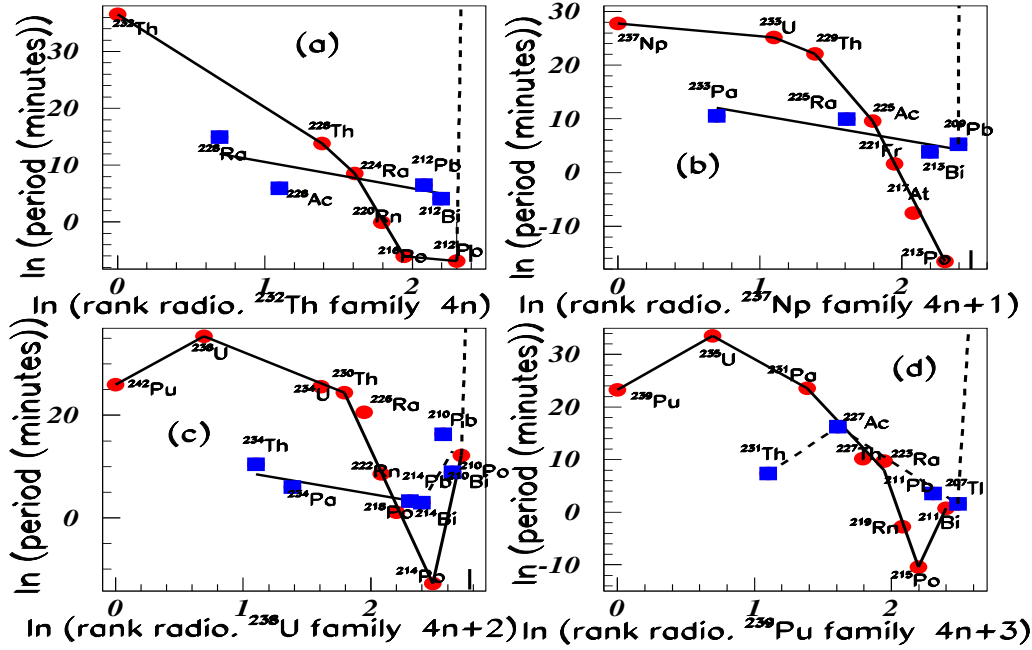 ln (period (minutes))
30
20
10
0
(a)
²³²Th
²²⁸Th
²²⁸Ra
²²⁴Ra
²¹²Pb
²²⁸Ac
²²⁰Rn
²¹²Bi
²¹⁶Po
²¹²Pb
0
1
2
ln (rank radio. ²³²Th family 4n)
ln (period (minutes))
30
20
10
0
-10
(b)
²³⁷Np
²³³U
²²⁹Th
²³³Pa
²²⁵Ra
²²⁵Ac
²⁰⁹Pb
²²¹Fr
²¹³Bi
²¹⁷At
²¹³P
0
1
2
ln (rank radio. ²³⁷Np family 4n+1)
ln (period (minutes))
20
0
(c)
²³⁸U
²⁴²Pu
²³⁴U
²³⁰Th
²²⁶Ra
²¹⁰Pb
²³⁴Th
²²²Rn
²¹⁴Pb
²¹⁰Bi
²¹⁰Po
²³⁴Pa
²¹⁸Po
²¹⁴Bi
²¹⁴Po
0
1
2
ln (rank radio. ²³⁸U family 4n+2)
ln (period (minutes))
30
20
10
0
-10
(d)
²³⁵U
²³⁹Pu
²³¹Pa
²²⁷Ac
²³¹Th
²²⁷Th
²²³Ra
²¹¹Pb
²⁰⁷Tl
²¹⁹Rn
²¹¹Bi
²¹⁵Po
0
1
2
ln (rank radio. ²³⁹Pu family 4n+3)